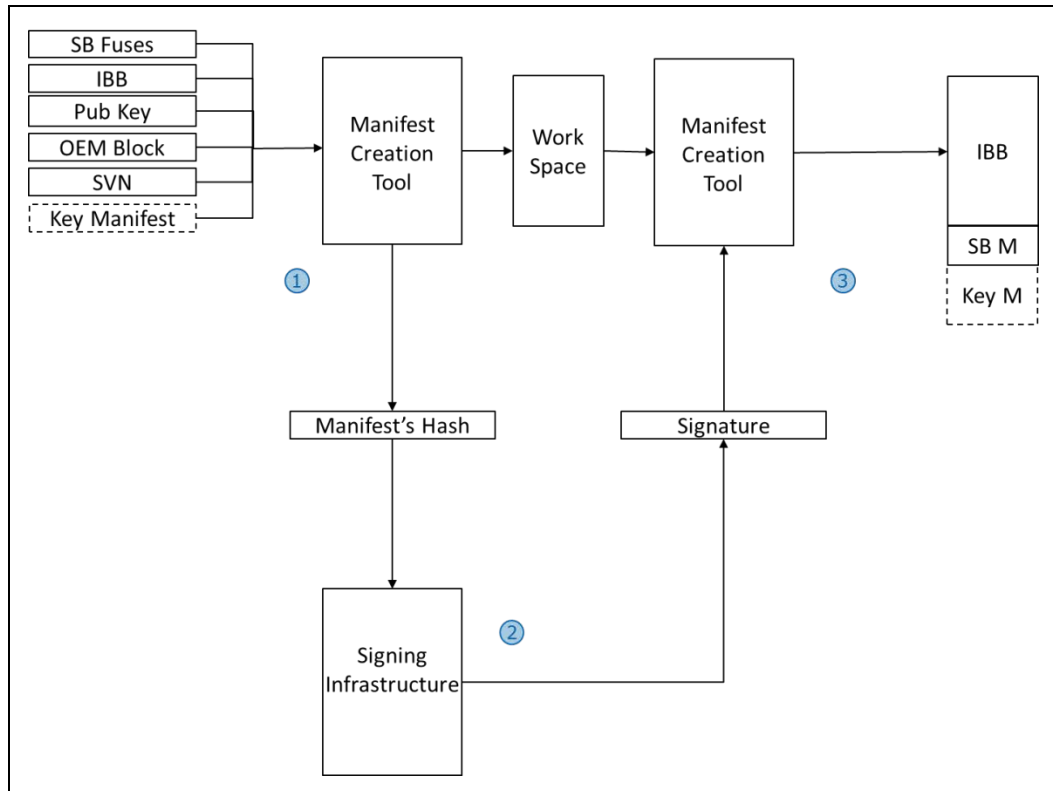 SB Fuses
IBB
Pub Key
OEM Block
SVN
Key Manifest
Manifest
Creation
Tool
Work
Space
Manifest
Creation
Tool
IBB
SB M
Key M
1
3
Manifest's Hash
Signature
2
Signing
Infrastructure